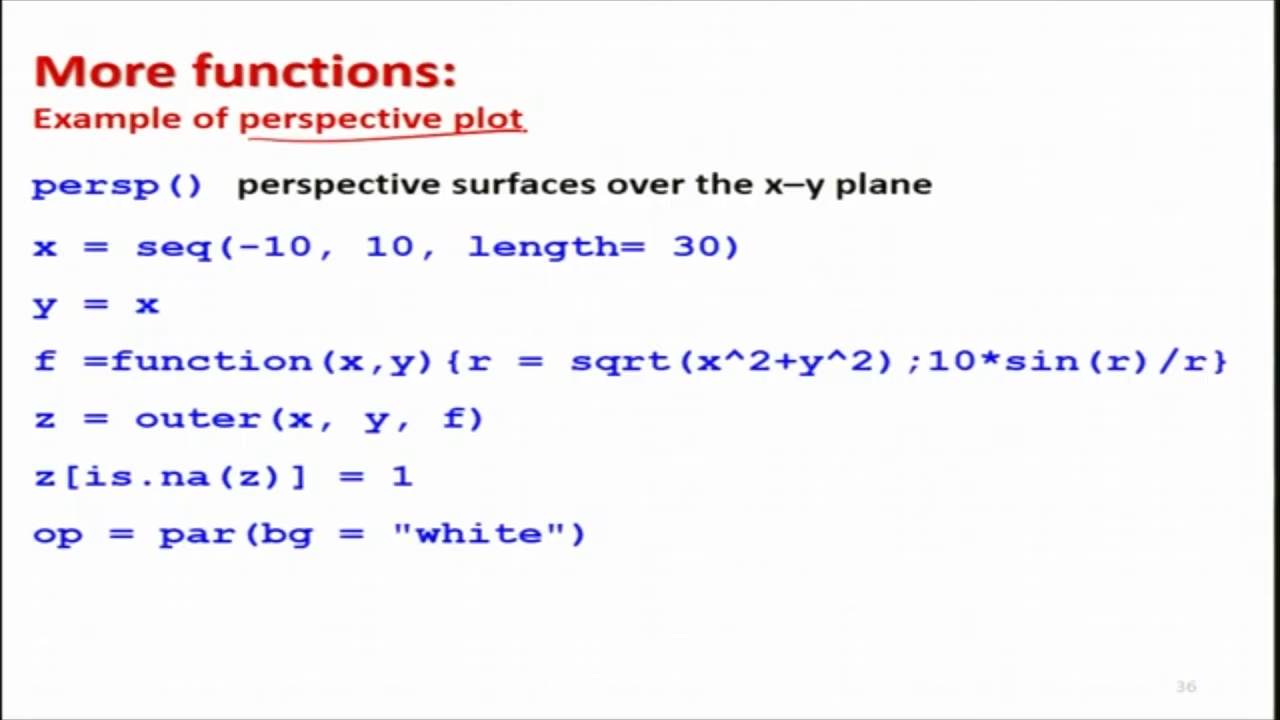 More functions:
Example of perspective plot
persp() perspective surfaces over the x–y plane
x = seq(-10, 10, length= 30)
y = x
f =function(x,y){r = sqrt(x^2+y^2);10*sin(r)/r}
z = outer(x, y, f)
z[is.na(z)] = 1
op = par(bg = "white")
36